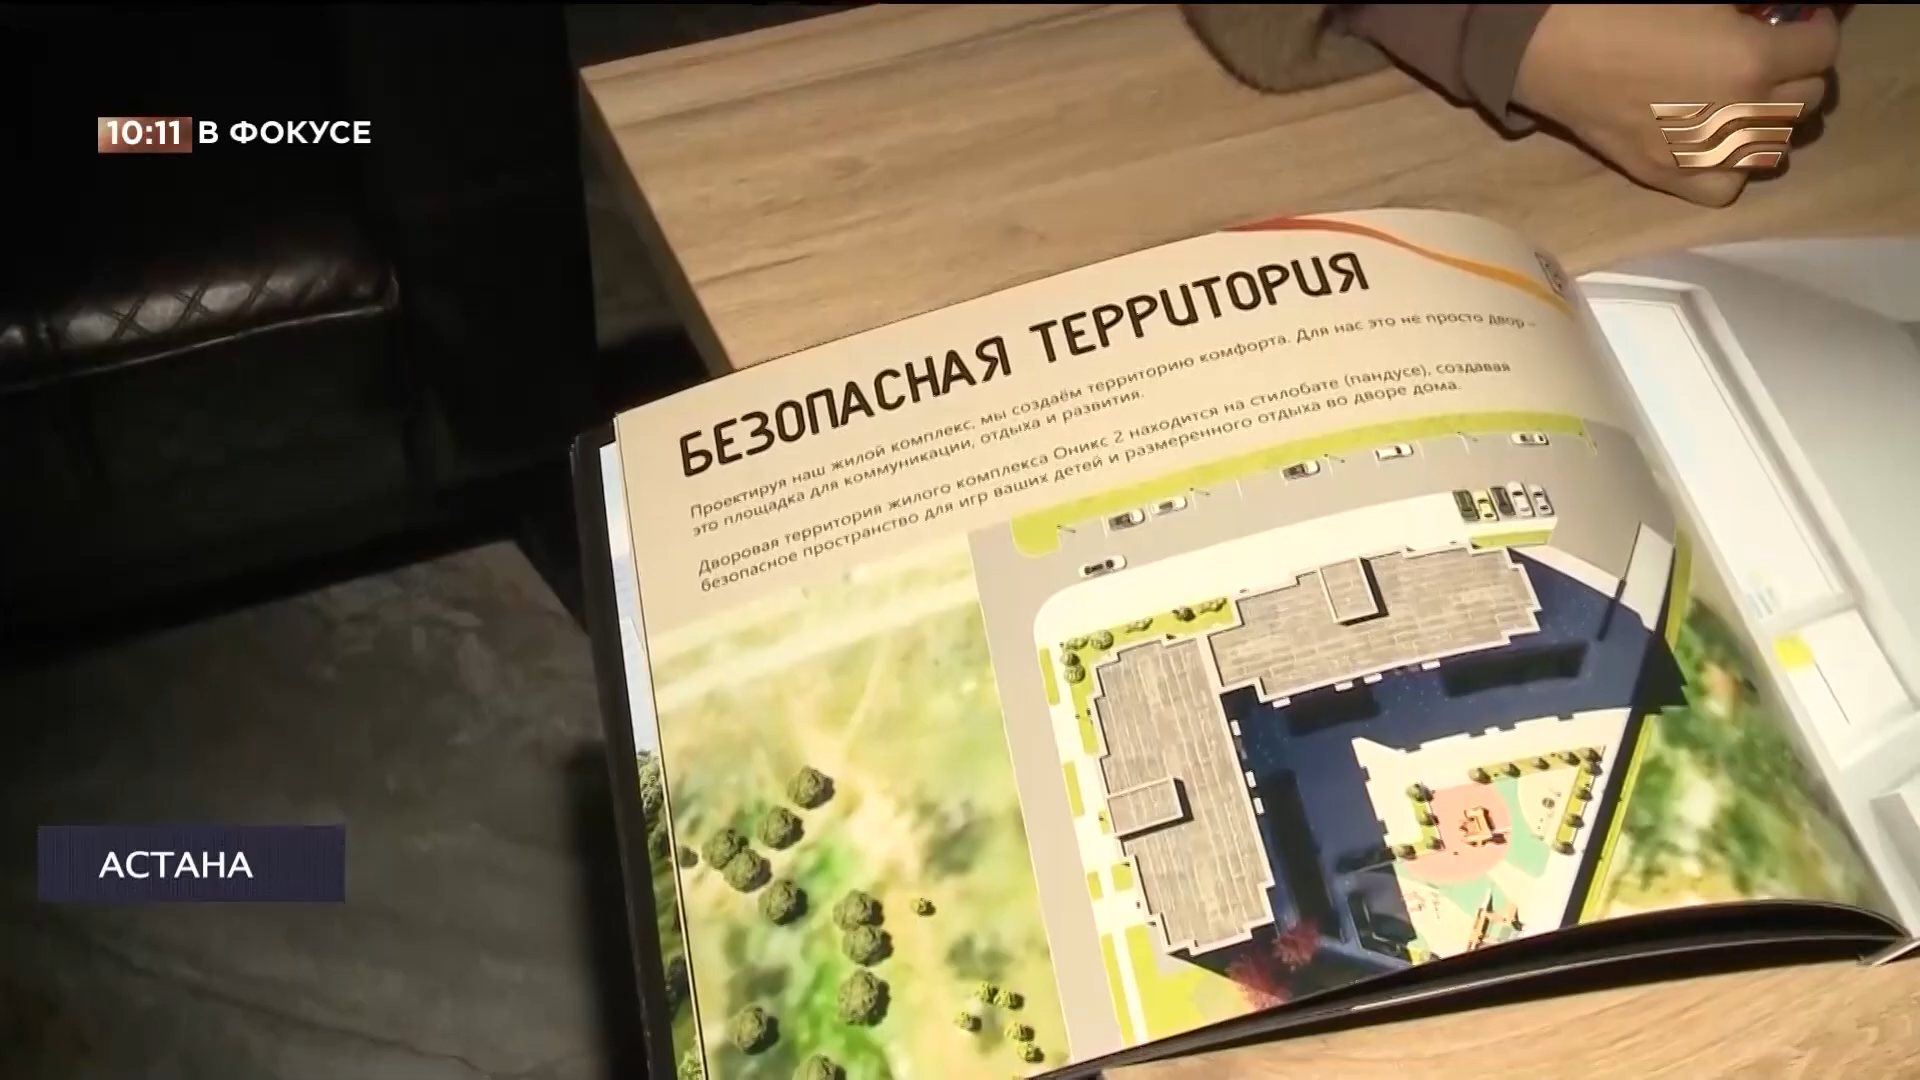 10:11 В ФОКУСЕ
БЕЗОПАСНАЯ ТЕРРИТОРИЯ
Проектируя наш жилой комплекс, мы создаём территорию комфорта. Для нас это не просто двор –
это площадка для коммуникации, отдыха и развития.
Дворовая территория жилого комплекса Оникс 2 находится на стилобате (пандусе), создавая
безопасное пространство для игр ваших детей и размеренного отдыха во дворе дома.
АСТАНА